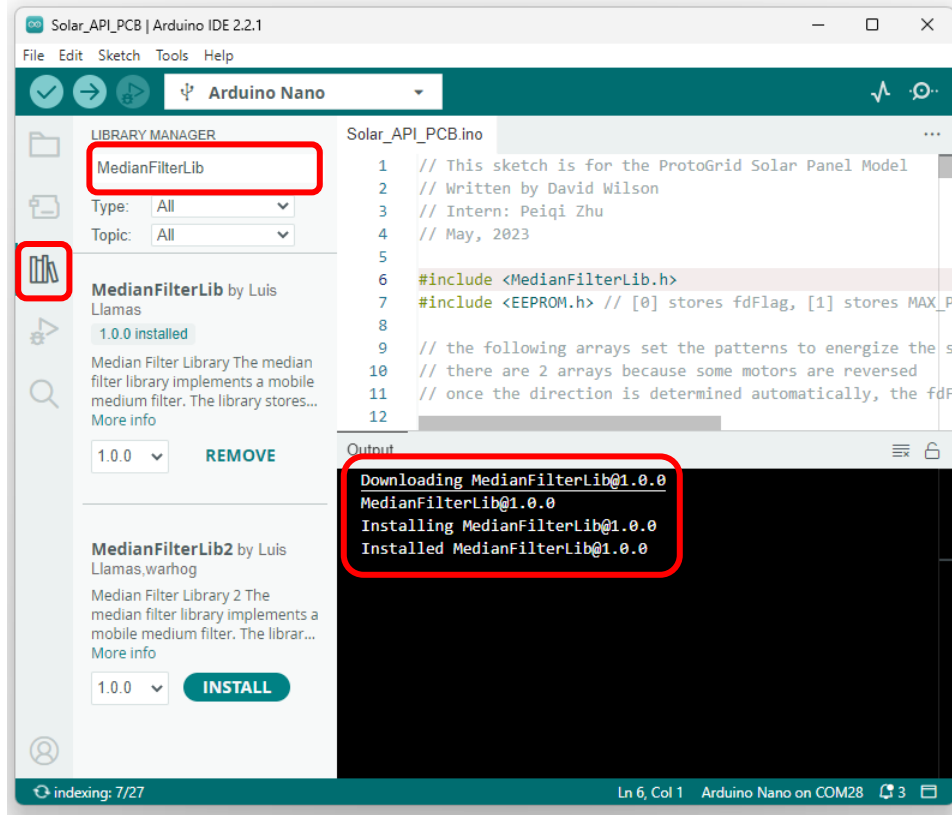 Solar_API_PCB | Arduino IDE 2.2.1
File Edit Sketch Tools Help
Arduino Nano
LIBRARY MANAGER
MedianFilterLib
Type: All
Topic: All
MedianFilterLib by Luis
Llamas
1.0.0 installed
Median Filter Library The median
filter library implements a mobile
medium filter. The library stores...
More info
1.0.0 REMOVE
MedianFilterLib2 by Luis
Llamas,warhog
Median Filter Library 2 The
median filter library implements a
mobile medium filter. The librar...
More info
1.0.0 INSTALL
Solar_API_PCB.ino
1 // This sketch is for the ProtoGrid Solar Panel Model
2 // Written by David Wilson
3 // Intern: Peiqi Zhu
4 // May, 2023
5
6 #include <MedianFilterLib.h>
7 #include <EEPROM.h> // [0] stores fdFlag, [1] stores MAX_P
8
9 // the following arrays set the patterns to energize the s
10 // there are 2 arrays because some motors are reversed
11 // once the direction is determined automatically, the fdF
12
Output
Downloading MedianFilterLib@1.0.0
MedianFilterLib@1.0.0
Installing MedianFilterLib@1.0.0
Installed MedianFilterLib@1.0.0
indexing: 7/27
Ln 6, Col 1 Arduino Nano on COM28 3